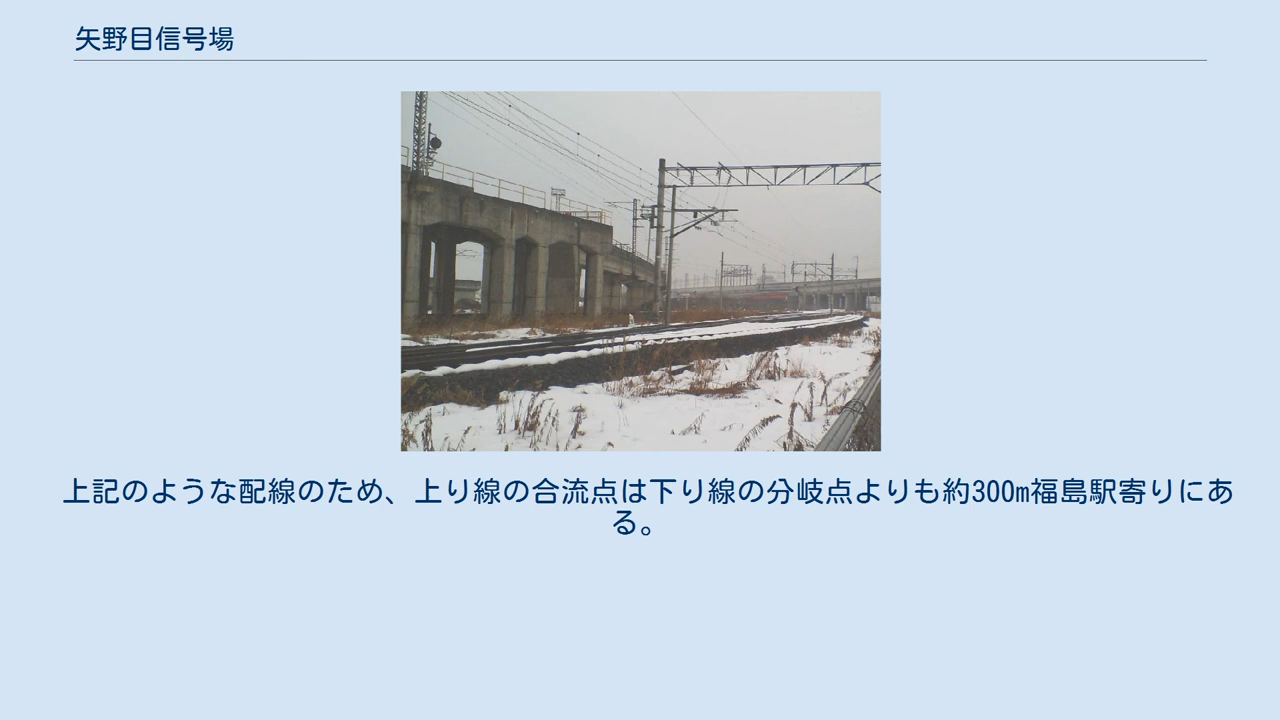 矢野目信号場
上記のような配線のため、上り線の合流点は下り線の分岐点よりも約300m福島駅寄りにあ
る。